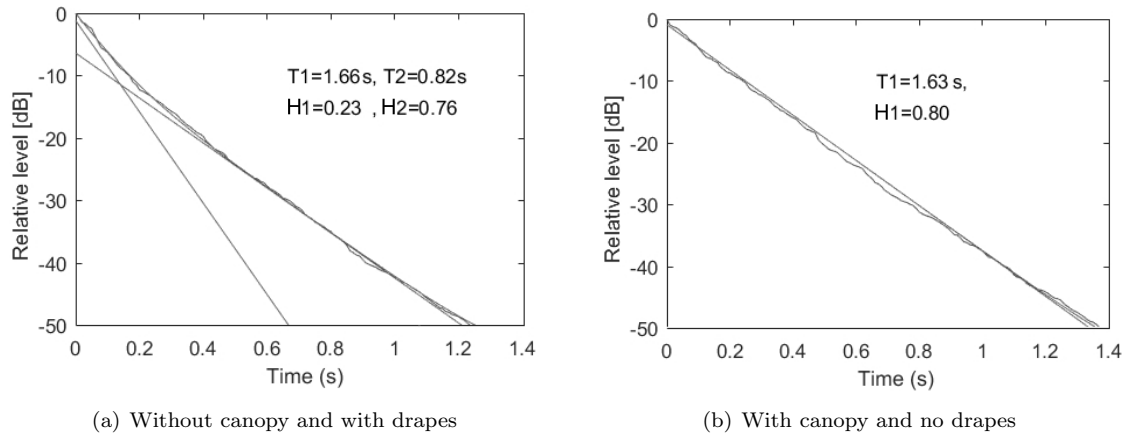 0
-10
-20
-30
-40
-50
Relative level [dB]
T1=1.66s, T2=0.82s
H1=0.23 , H2=0.76
0 0.2 0.4 0.6 0.8 1 1.2 1.4
Time (s)
(a) Without canopy and with drapes
0
-10
-20
-30
-40
-50
Relative level [dB]
T1=1.63 s,
H1=0.80
0 0.2 0.4 0.6 0.8 1 1.2 1.4
Time (s)
(b) With canopy and no drapes